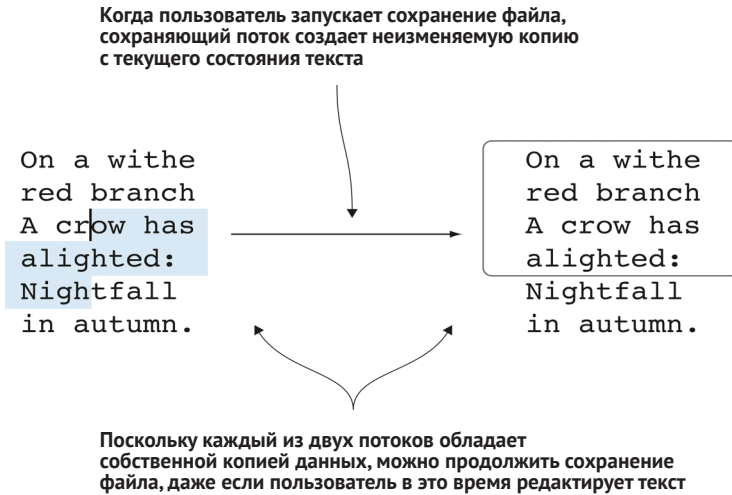 Когда пользователь запускает сохранение файла,
сохраняющий поток создает неизменяемую копию
с текущего состояния текста
On a withe
red branch
A crow has
alighted:
Nightfall
in autumn.
On a withe
red branch
A crow has
alighted:
Nightfall
in autumn.
Поскольку каждый из двух потоков обладает
собственной копией данных, можно продолжить сохранение
файла, даже если пользователь в это время редактирует текст